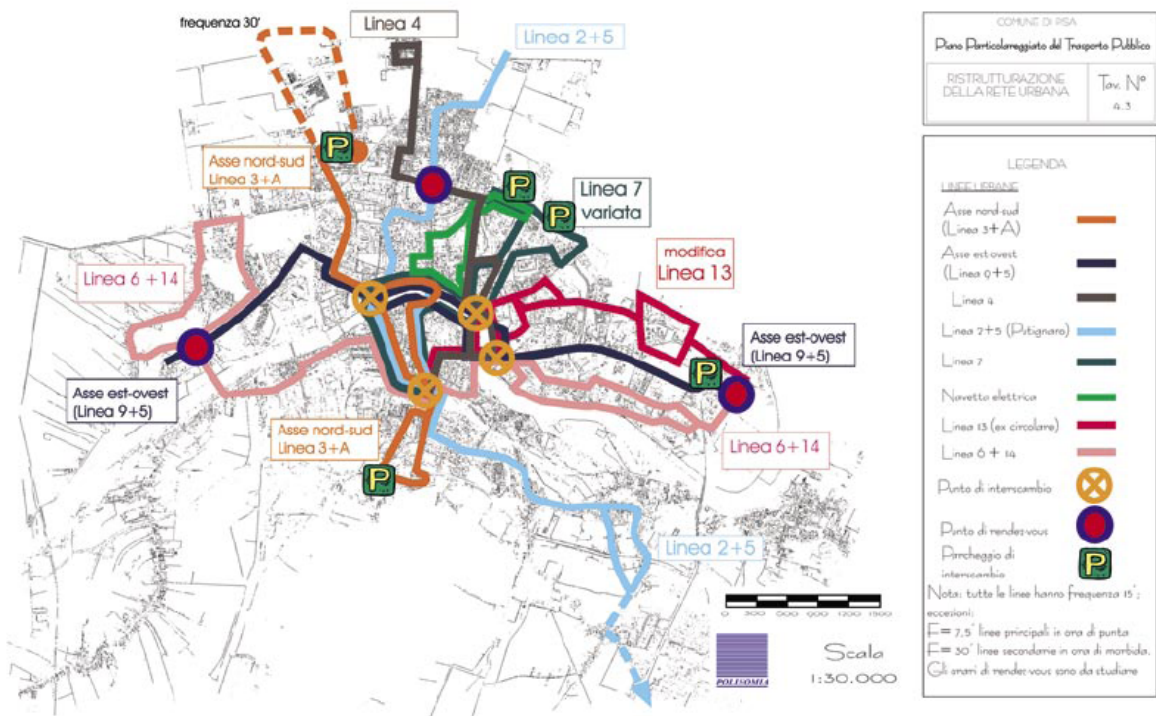 frequenza 30'
Linea 4
Linea 2+5
Asse nord-sud
Linea 3+A
P
P
P
Linea 7
variata
Linea 6 +14
modifica
Linea 13
Asse est-ovest
(Linea 9+5)
P
Asse est-ovest
(Linea 9+5)
Asse nord-sud
Linea 3+A
P
Linea 6+14
Linea 2+5
0 300 600 900 1200 1500
POLINOMIA
Scala
1:30.000
COMUNE DI PISA
Piano Particolareggiato del Trasporto Pubblico
RISTRUTTURAZIONE
DELLA RETE URBANA
Tav. N°
4.3
LEGENDA
LINEE URBANE
Asse nord-sud
(Linea 3+A)
Asse est-ovest
(Linea 9+5)
Linea 4
Linea 2+5 (Putignano)
Linea 7
Navetta elettrica
Linea 13 (ex circolare)
Linea 6 + 14
Punto di interscambio
Punto di rendez-vous
Parcheggio di
interscambio
P
Nota: tutte le linee hanno frequenza 15' ;
eccezioni:
F= 7,5' linee principali in ora di punta
F= 30' linee secondarie in ora di morbida.
Gli orari di rendez-vous sono da studiare